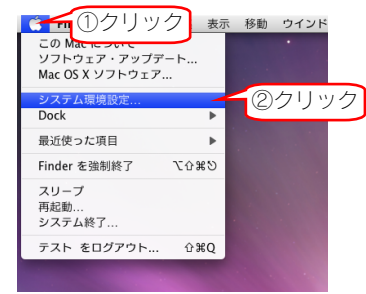 ①クリック
表示 移動 ウインド
この Mac について
ソフトウェア・アップデート...
Mac OS X ソフトウェア...
システム環境設定...
②クリック
Dock ▶
最近使った項目 ▶
Finder を強制終了 ⌥⇧⌘⎋
スリープ
再起動...
システム終了...
テスト をログアウト... ⇧⌘Q